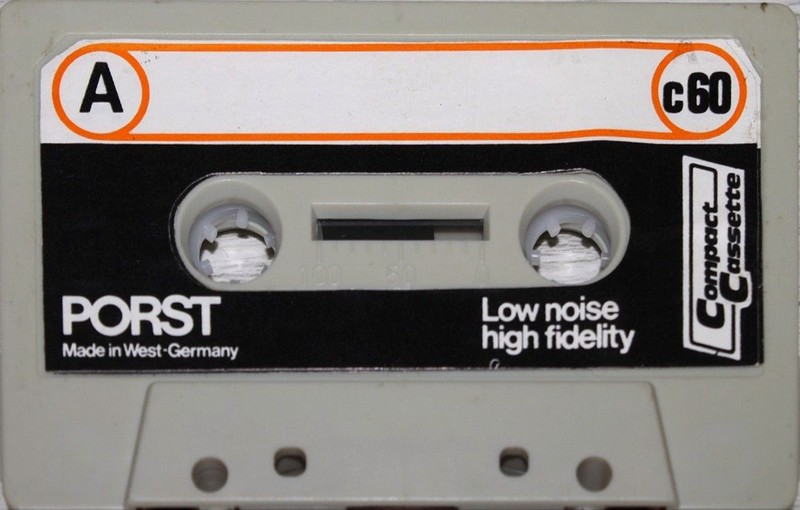 A
c60
Compact
Cassette
100 50 0
PORST
Made in West-Germany
Low noise
high fidelity